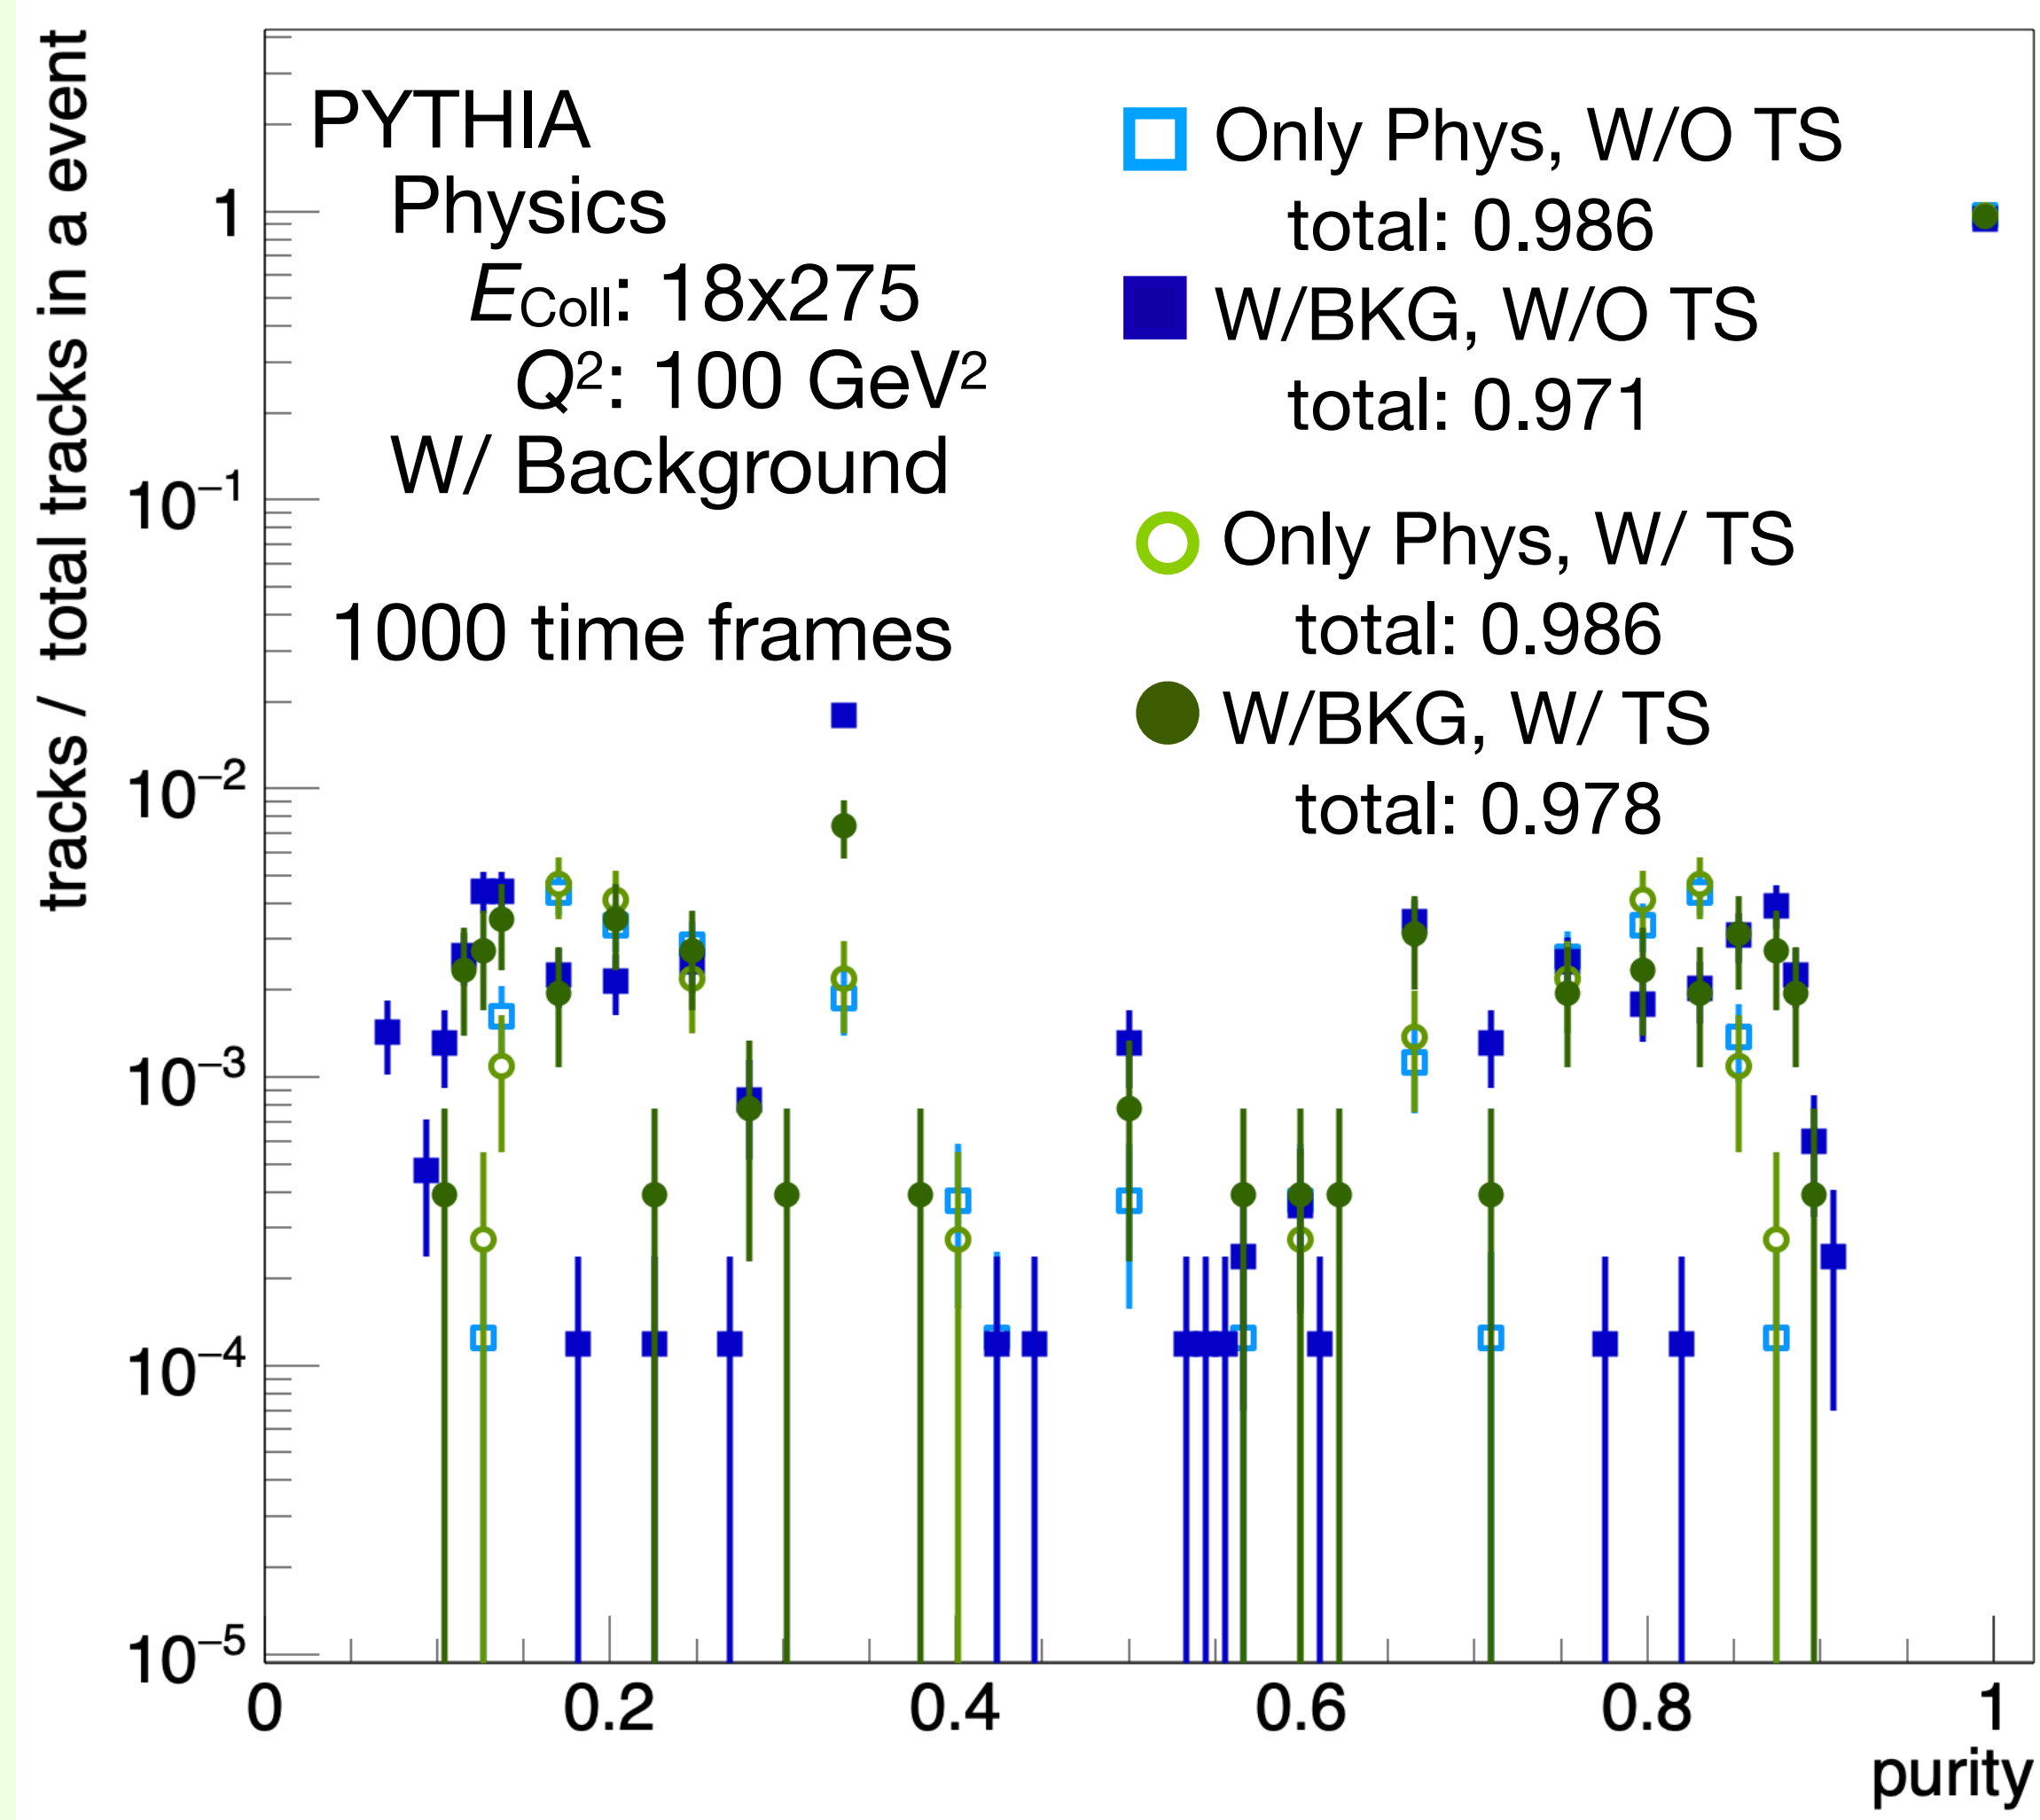 tracks / total tracks in a event
PYTHIA
Physics
E_Coll: 18x275
Q²: 100 GeV²
W/ Background
1000 time frames
Only Phys, W/O TS
total: 0.986
W/BKG, W/O TS
total: 0.971
Only Phys, W/ TS
total: 0.986
W/BKG, W/ TS
total: 0.978
1
10⁻¹
10⁻²
10⁻³
10⁻⁴
10⁻⁵
0 0.2 0.4 0.6 0.8 1
purity